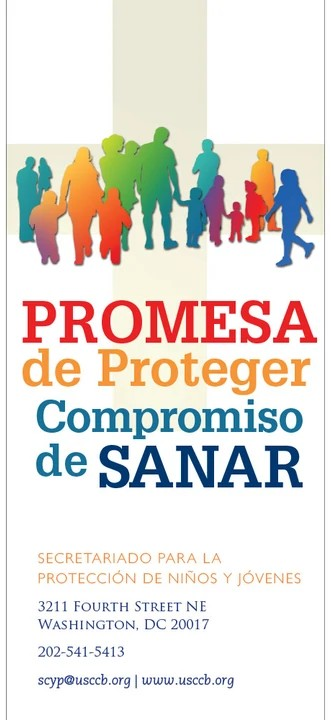 PROMESA
de Proteger
Compromiso
de SANAR
SECRETARIADO PARA LA
PROTECCIÓN DE NIÑOS Y JÓVENES
3211 Fourth Street NE
Washington, DC 20017
202-541-5413
scyp@usccb.org | www.usccb.org